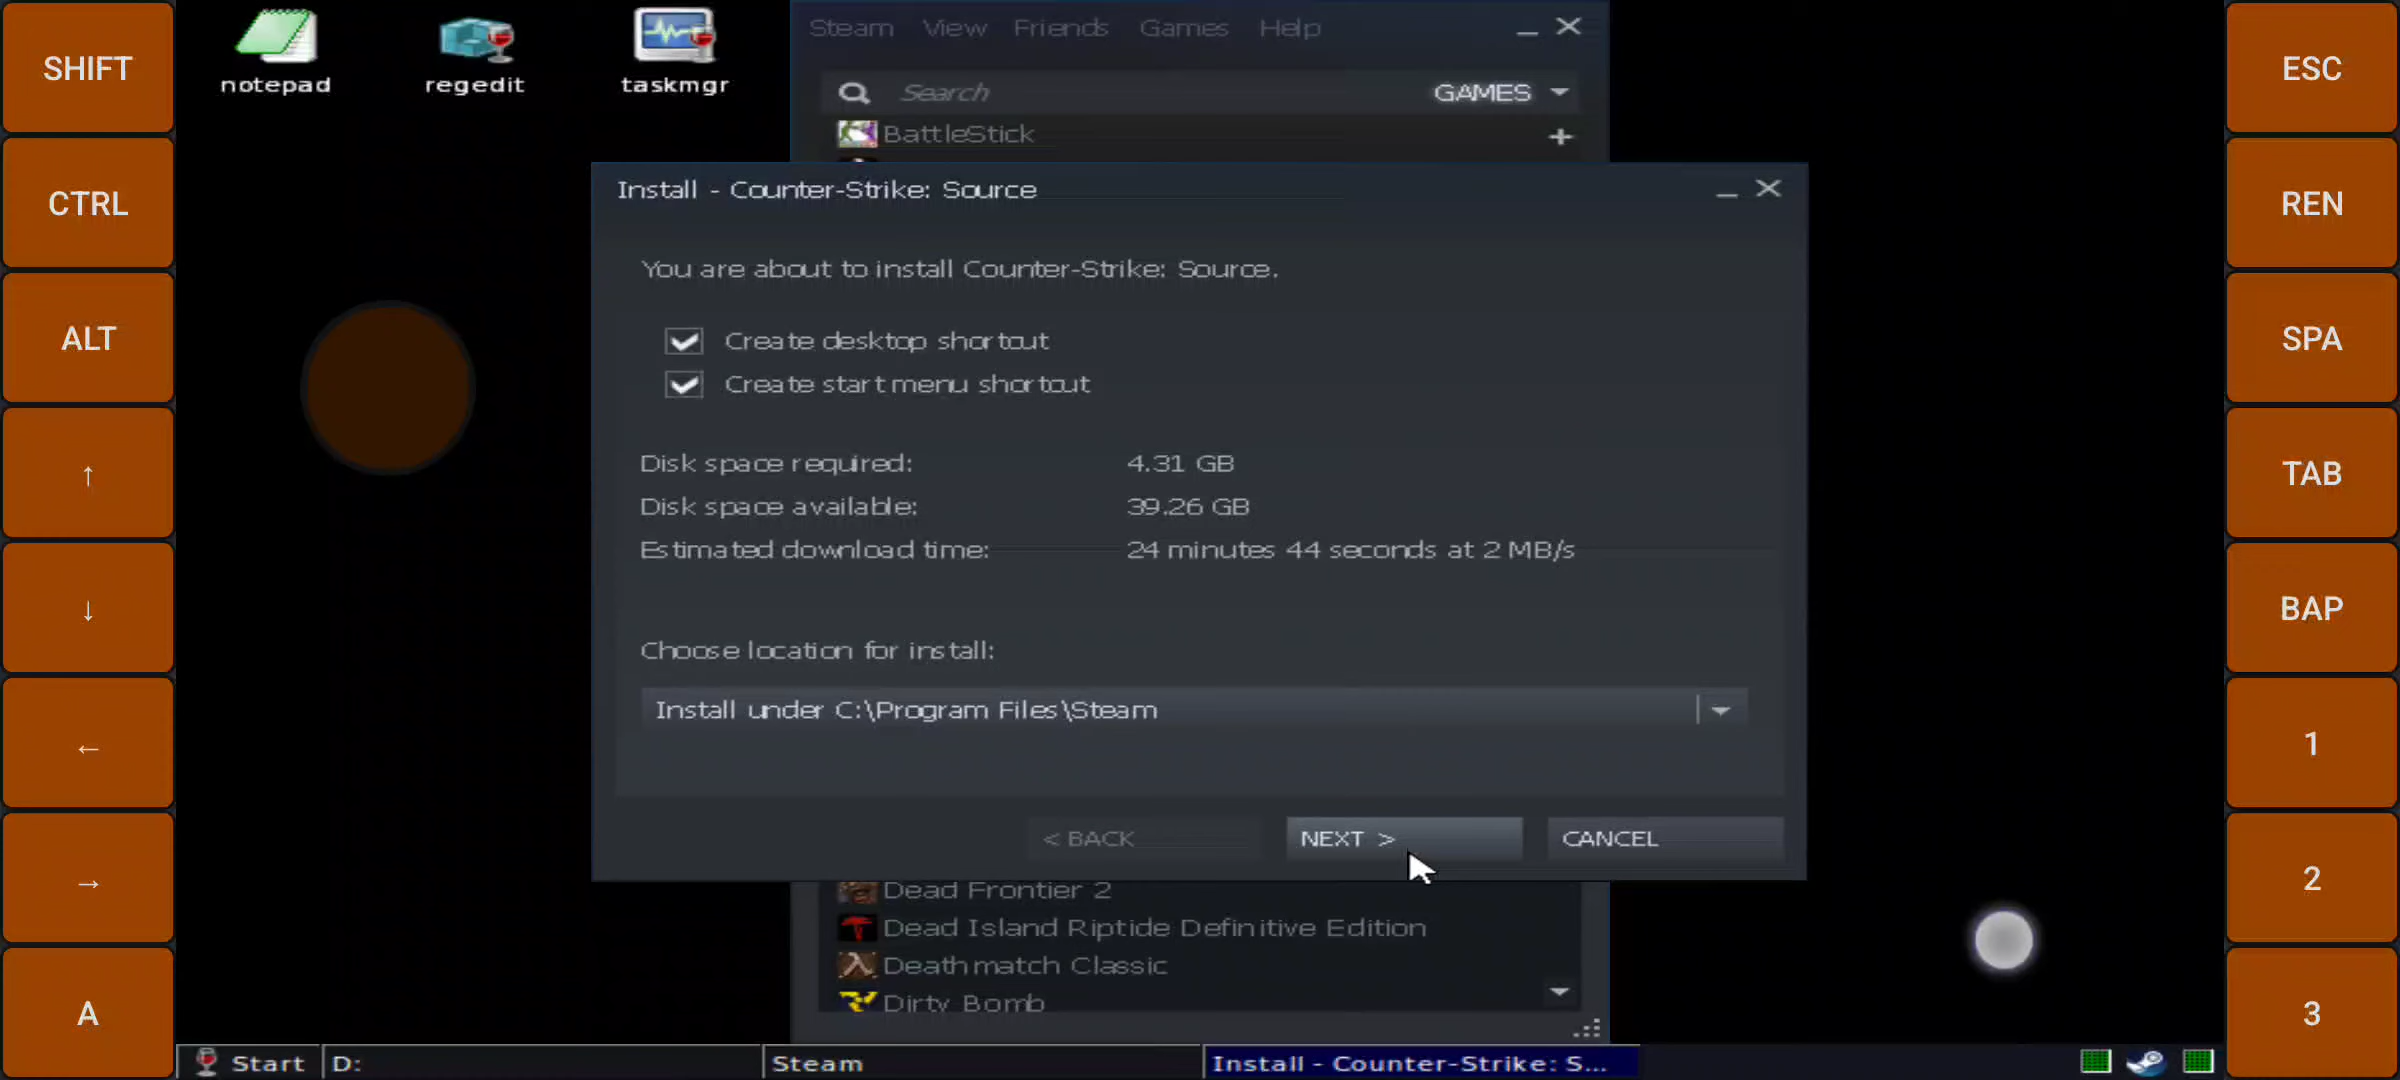 SHIFT
CTRL
ALT
↑
↓
←
→
A
notepad
regedit
taskmgr
Steam View Friends Games Help
Search
GAMES
BattleStick
Install - Counter-Strike: Source
You are about to install Counter-Strike: Source.
Create desktop shortcut
Create start menu shortcut
Disk space required: 4.31 GB
Disk space available: 39.26 GB
Estimated download time: 24 minutes 44 seconds at 2 MB/s
Choose location for install:
Install under C:\Program Files\Steam
< BACK
NEXT >
CANCEL
Dead Frontier 2
Dead Island Riptide Definitive Edition
Deathmatch Classic
Dirty Bomb
Start
D:
Steam
Install - Counter-Strike: S...
ESC
REN
SPA
TAB
BAP
1
2
3